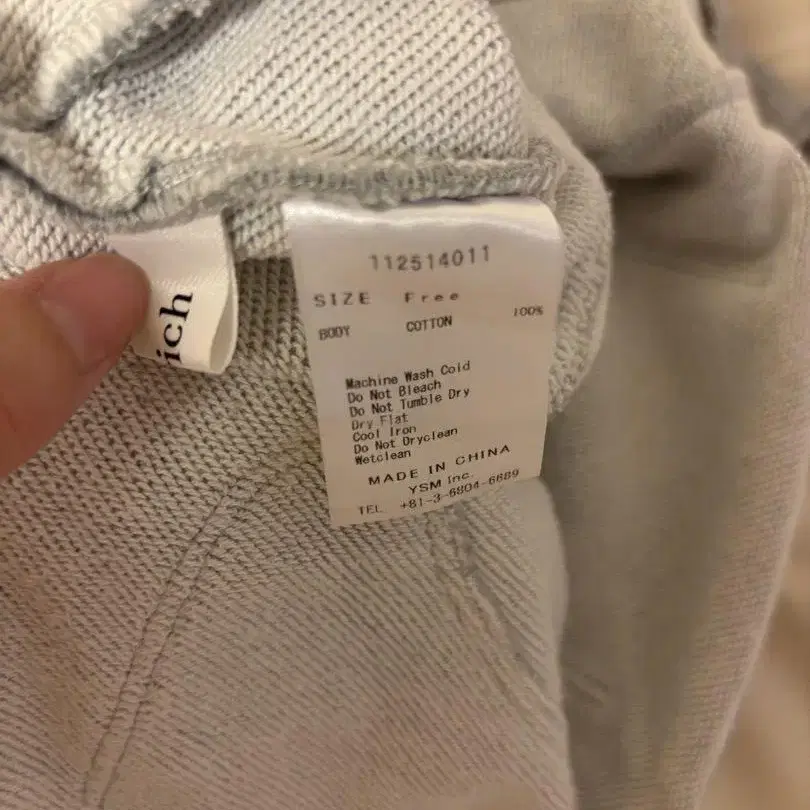 ich
112514011
SIZE Free
BODY COTTON 100%
Machine Wash Cold
Do Not Bleach
Do Not Tumble Dry
Dry Flat
Cool Iron
Do Not Dryclean
Wetclean
MADE IN CHINA
YSM Inc.
TEL +81-3-6804-6689